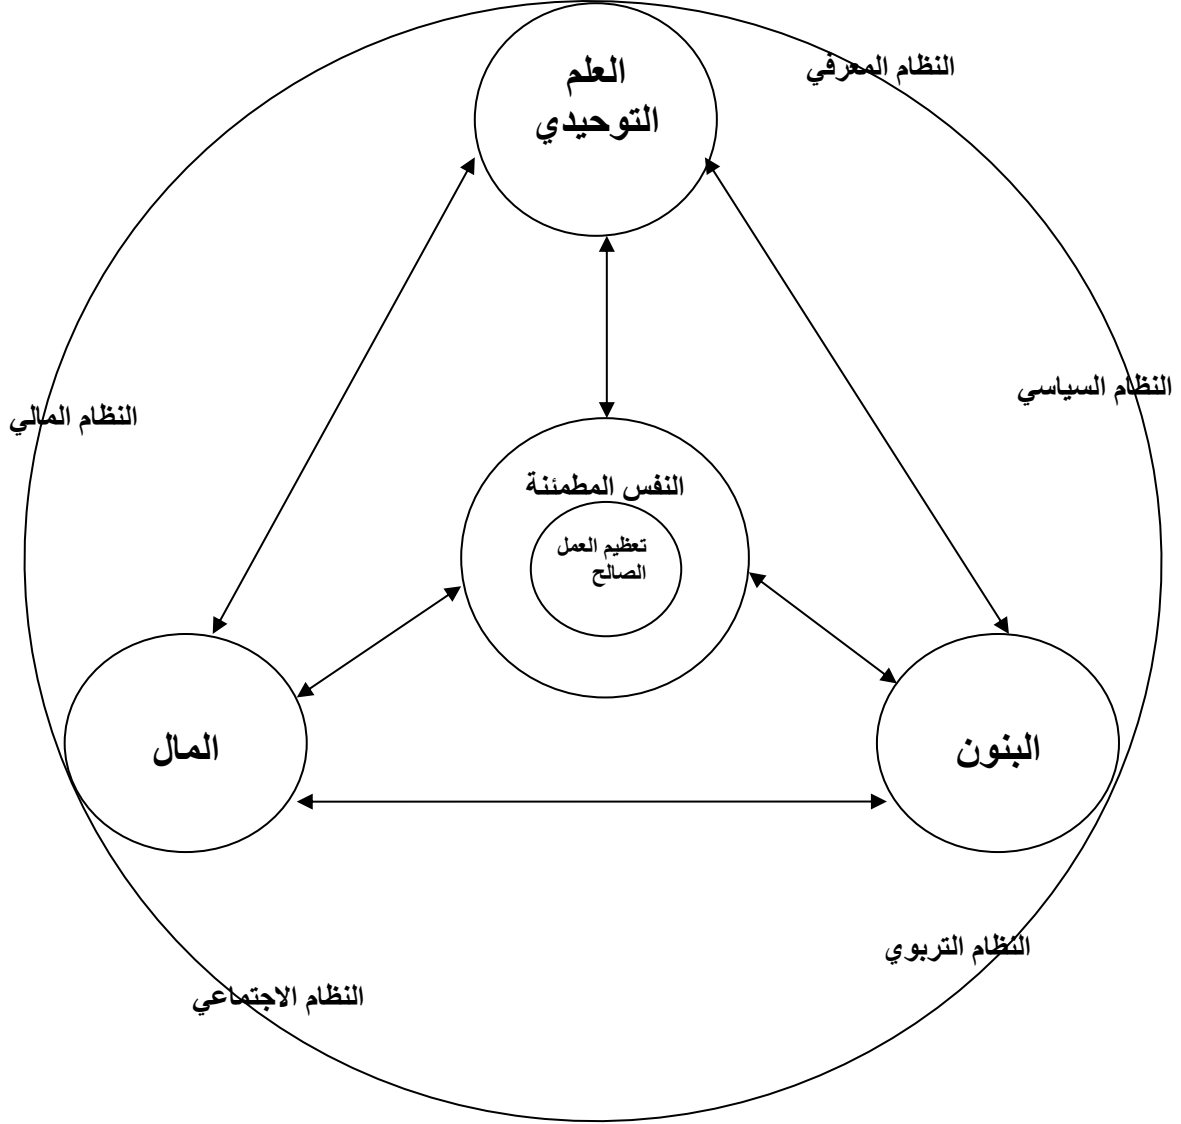 العلم
التوحيدي
النظام المعرفي
النظام السياسي
النظام المالي
النفس المطمئنة
تعظيم العمل
الصالح
البنون
المال
النظام التربوي
النظام الاجتماعي